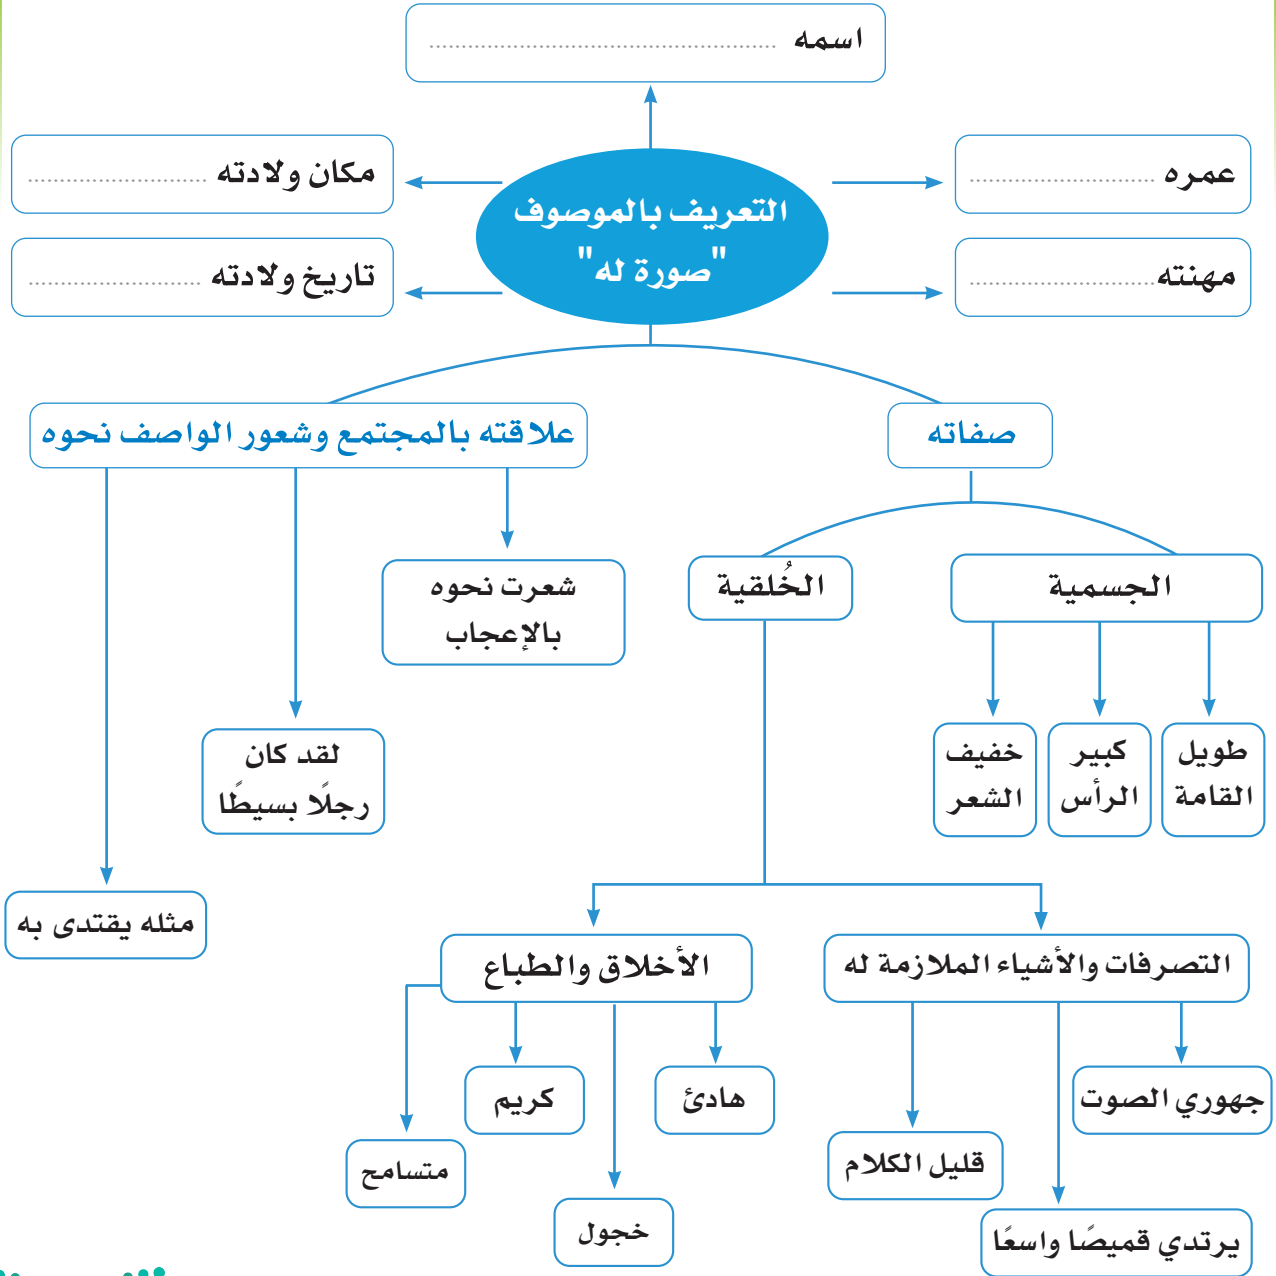 اسمه ......................................................
عمره ..............................
مكان ولادته ..............................
التعريف بالموصوف
"صورة له"
مهنته..............................
تاريخ ولادته ..............................
صفاته
علاقته بالمجتمع وشعور الواصف نحوه
الجسمية
الخُلقية
شعرت نحوه
بالإعجاب
طويل
القامة
كبير
الرأس
خفيف
الشعر
لقد كان
رجلًا بسيطًا
مثله يقتدى به
التصرفات والأشياء الملازمة له
الأخلاق والطباع
جهوري الصوت
يرتدي قميصًا واسعًا
قليل الكلام
هادئ
خجول
كريم
متسامح